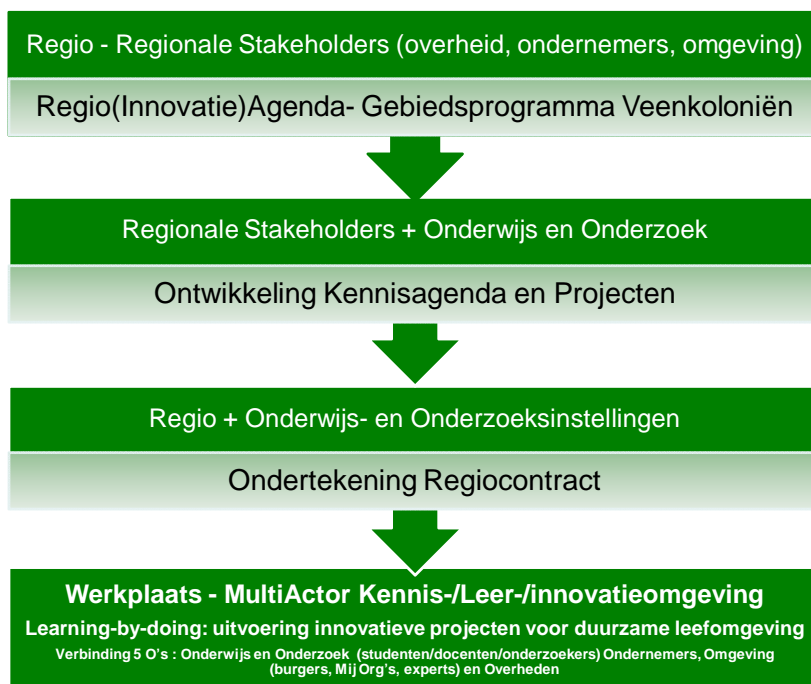 Regio - Regionale Stakeholders (overheid, ondernemers, omgeving)
Regio(Innovatie)Agenda- Gebiedsprogramma Veenkoloniën
Regionale Stakeholders + Onderwijs en Onderzoek
Ontwikkeling Kennisagenda en Projecten
Regio + Onderwijs- en Onderzoeksinstellingen
Ondertekening Regiocontract
Werkplaats - MultiActor Kennis-/Leer-/innovatieomgeving
Learning-by-doing: uitvoering innovatieve projecten voor duurzame leefomgeving
Verbinding 5 O's : Onderwijs en Onderzoek (studenten/docenten/onderzoekers) Ondernemers, Omgeving
(burgers, Mij Org's, experts) en Overheden